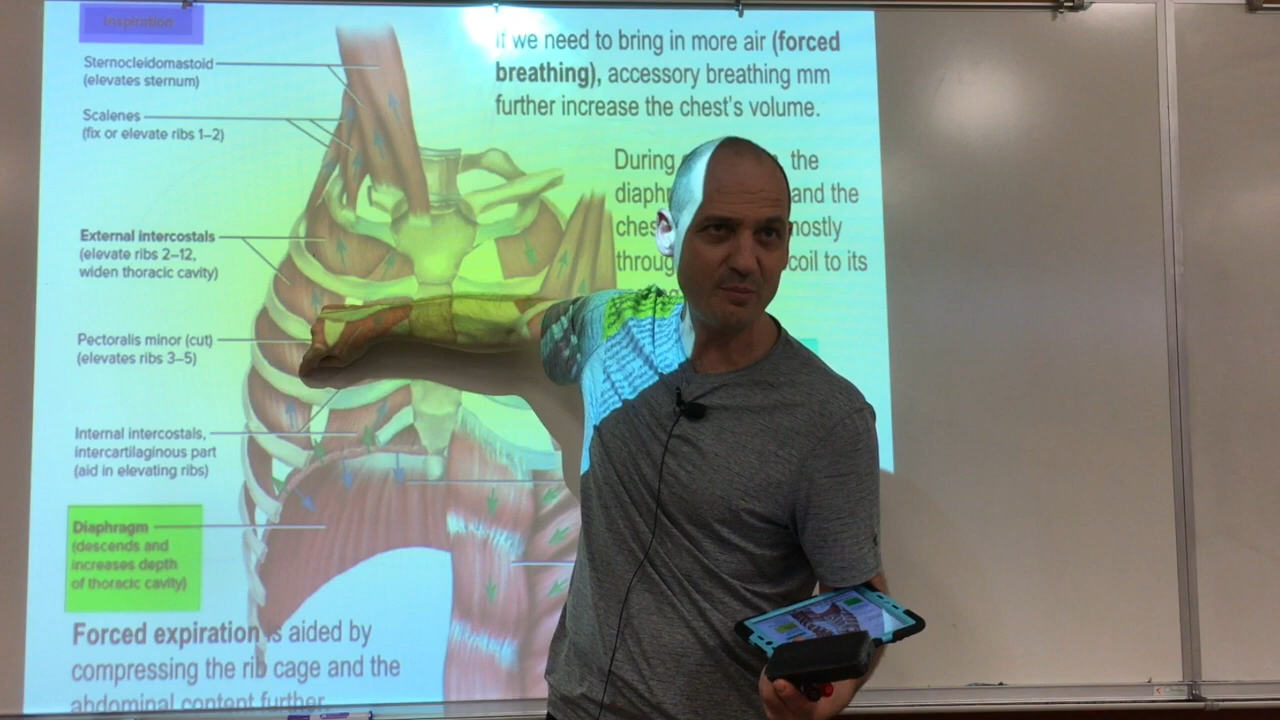 Inspiration
Sternocleidomastoid
(elevates sternum)
Scalenes
(fix or elevate ribs 1–2)
External intercostals
(elevate ribs 2–12,
widen thoracic cavity)
Pectoralis minor (cut)
(elevates ribs 3–5)
Internal intercostals,
intercartilaginous part
(aid in elevating ribs)
Diaphragm
(descends and
increases depth
of thoracic cavity)
Forced expiration is aided by
compressing the rib cage and the
abdominal content further.
If we need to bring in more air (forced
breathing), accessory breathing mm
further increase the chest's volume.
During the
and the
mostly
coil to its